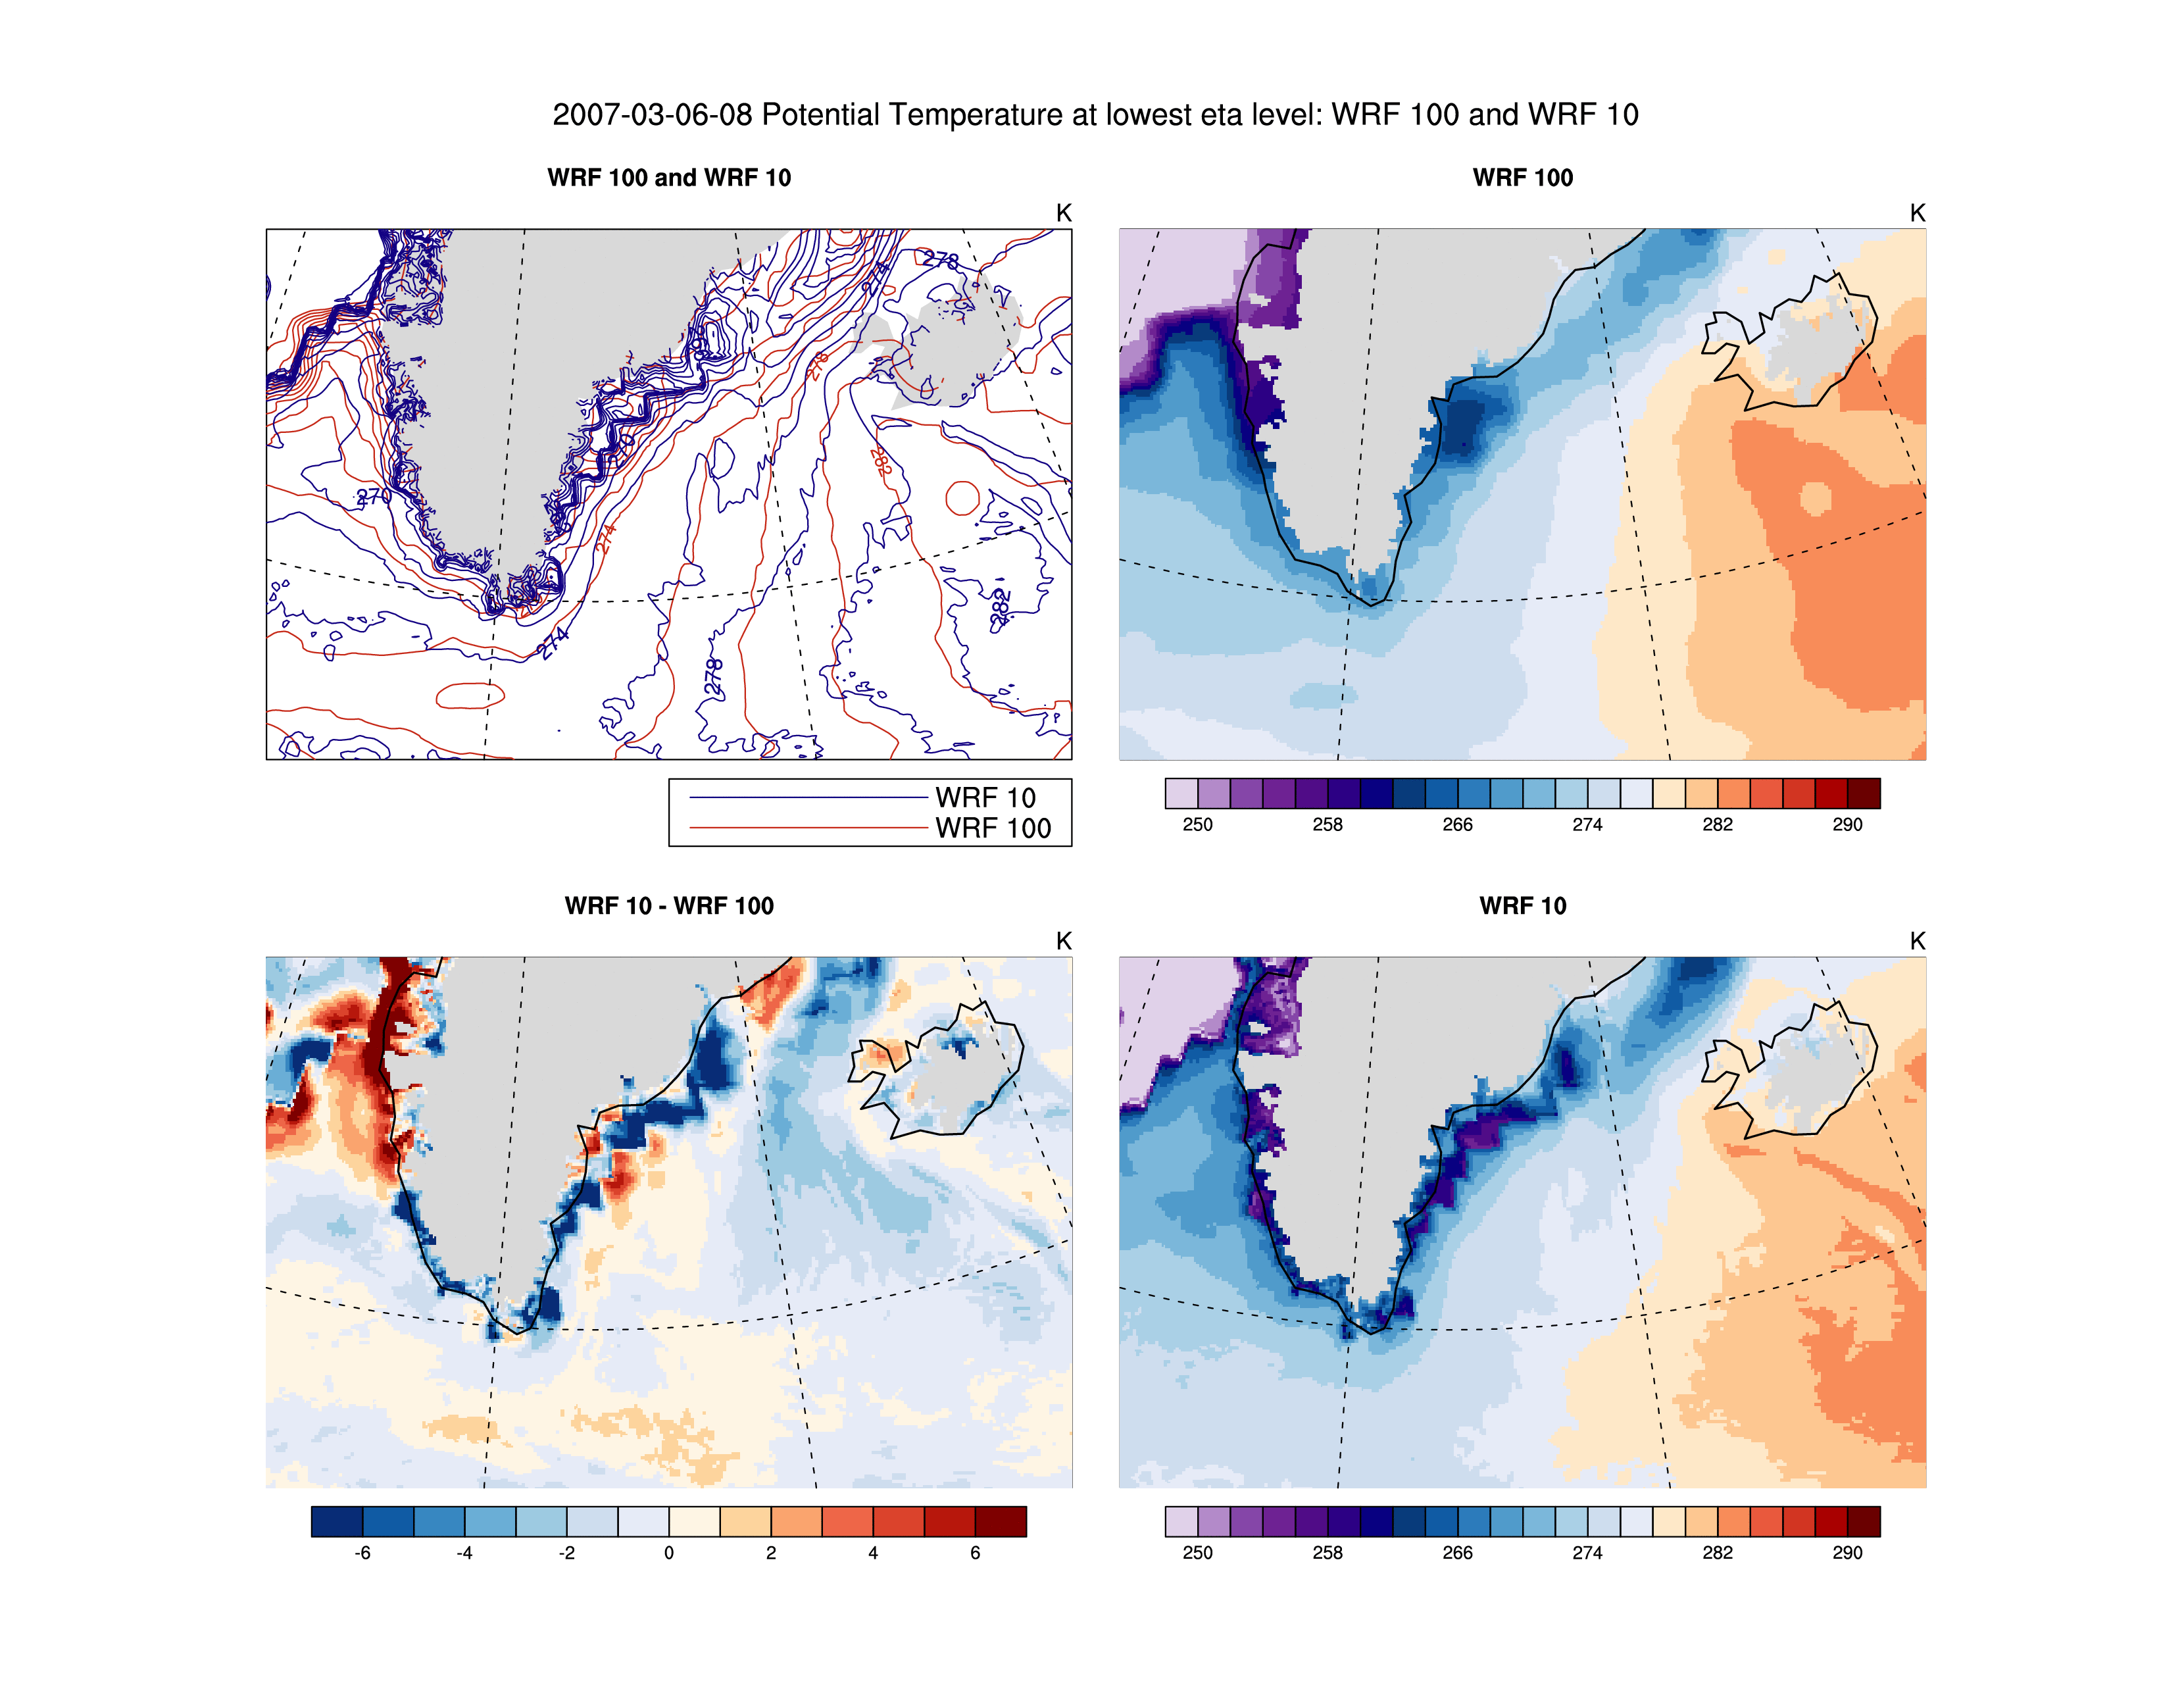 2007-03-06-08 Potential Temperature at lowest eta level: WRF 100 and WRF 10
WRF 100 and WRF 10
K
278
274
278
282
270
270
274
274
278
282
WRF 10
WRF 100
WRF 100
K
250 258 266 274 282 290
WRF 10 - WRF 100
K
-6 -4 -2 0 2 4 6
WRF 10
K
250 258 266 274 282 290